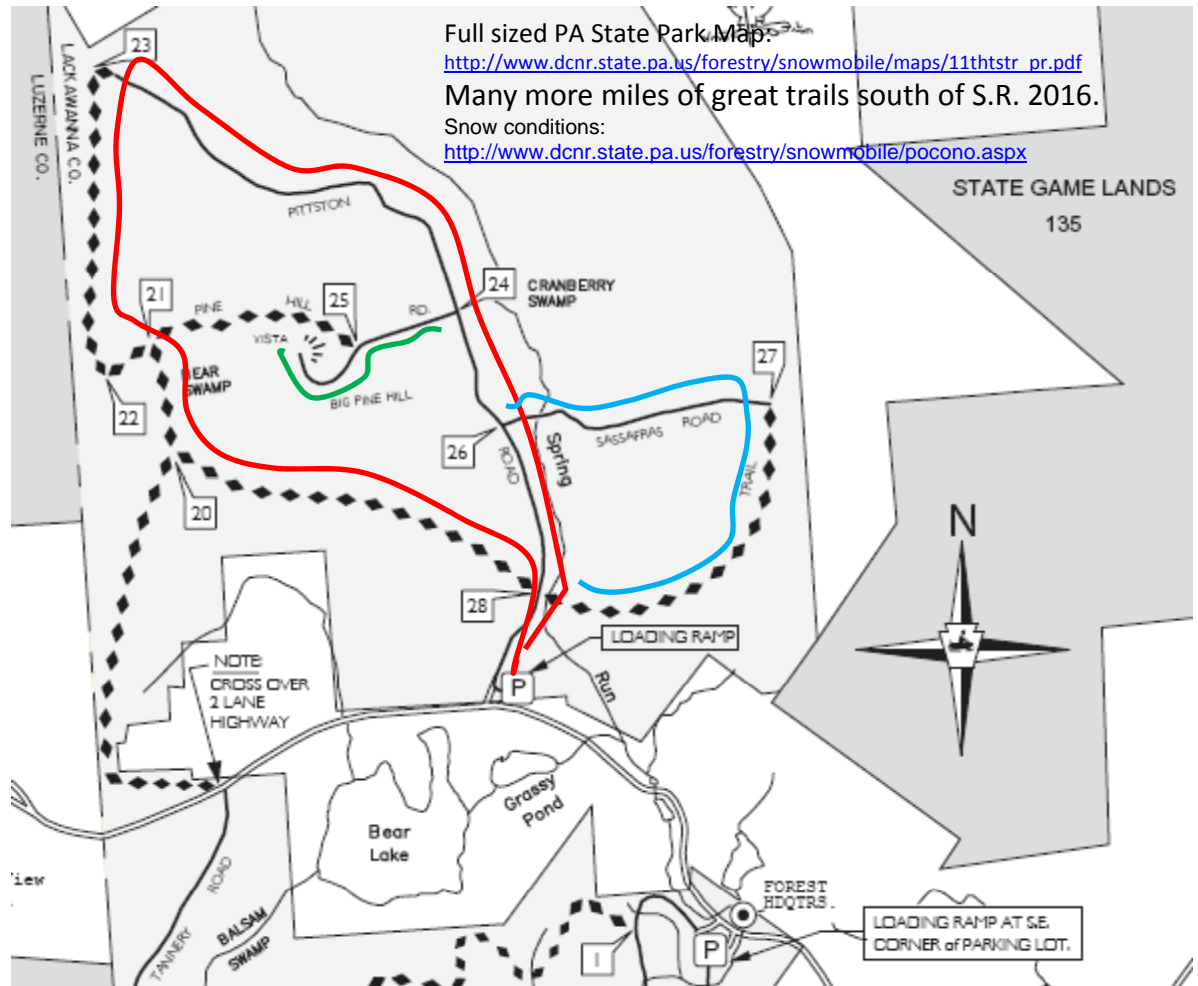 Full sized PA State Park Map:
http://www.dcnr.state.pa.us/forestry/snowmobile/maps/11thtstr_pr.pdf
Many more miles of great trails south of S.R. 2016.
Snow conditions:
http://www.dcnr.state.pa.us/forestry/snowmobile/pocono.aspx
23
LACKAWANNA CO.
LUZERNE CO.
STATE GAME LANDS
135
PITTSTON
24
CRANBERRY
SWAMP
21
PINE
HILL
25
RD.
VISTA
BEAR
SWAMP
BIG PINE HILL
27
22
26
ROAD
Spring
SASSAFRAS
ROAD
TRAIL
20
N
28
LOADING RAMP
NOTE:
CROSS OVER
2 LANE
HIGHWAY
P
Run
Grassy
Pond
Bear
Lake
iew
TANNERY
ROAD
BALSAM
SWAMP
FOREST
HDQTRS.
1
P
LOADING RAMP AT S.E.
CORNER of PARKING LOT.